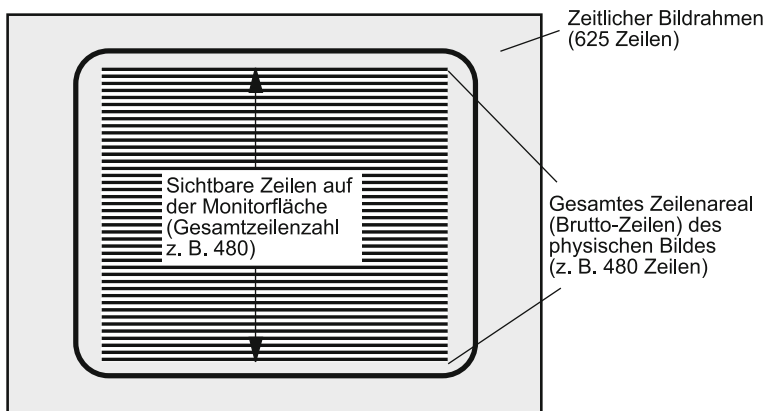 Zeitlicher Bildrahmen
(625 Zeilen)
Sichtbare Zeilen auf
der Monitorfläche
(Gesamtzeilenzahl
z. B. 480)
Gesamtes Zeilenareal
(Brutto-Zeilen) des
physischen Bildes
(z. B. 480 Zeilen)